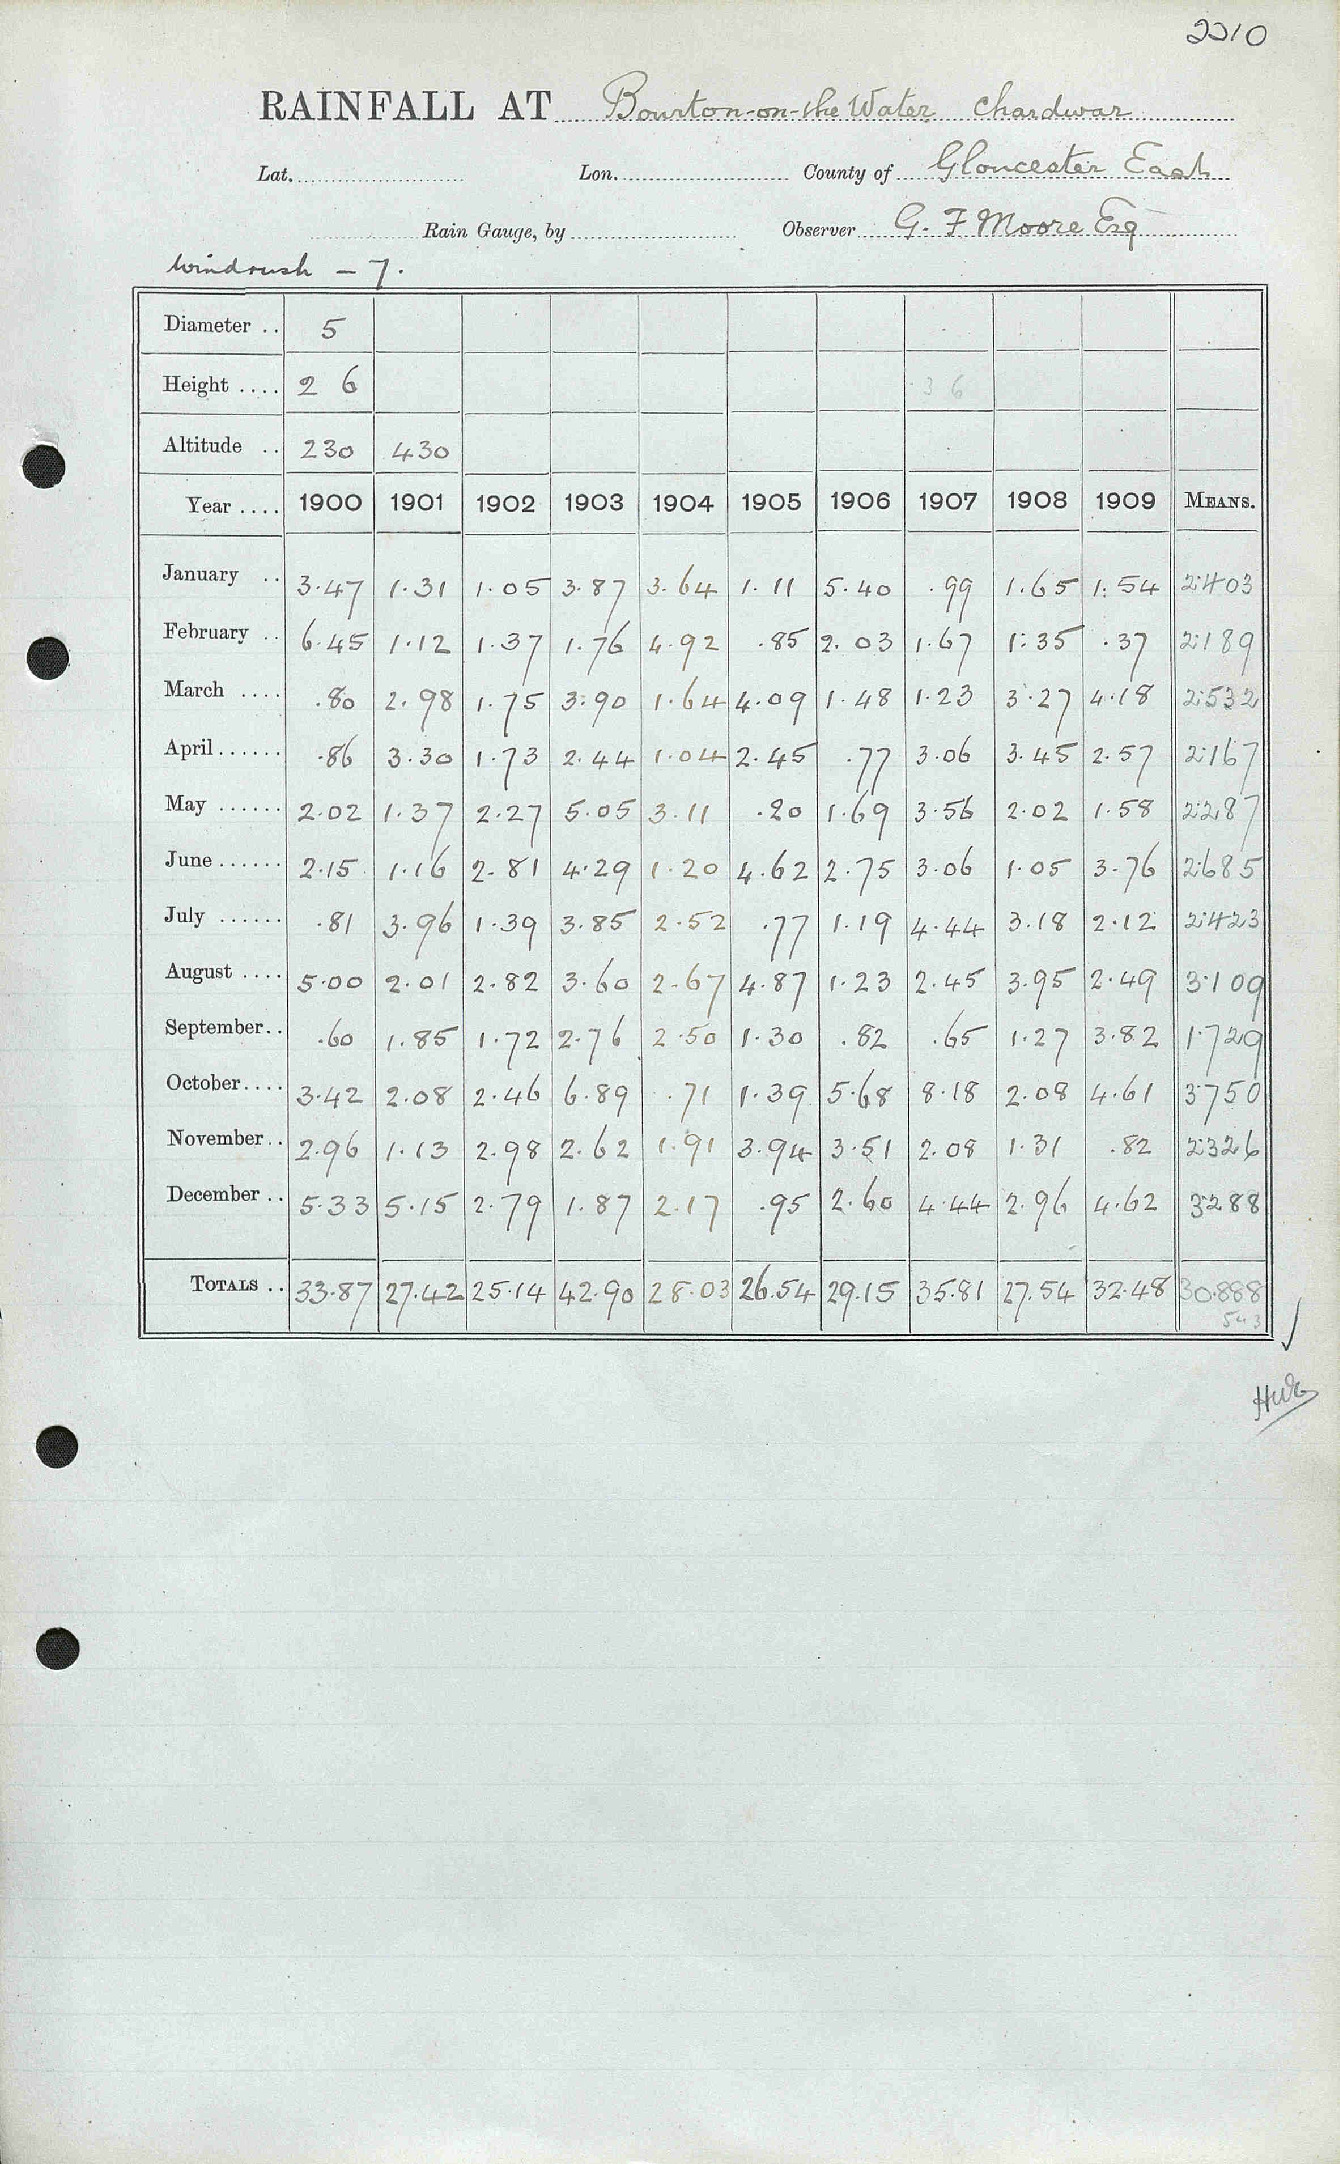 2210
RAINFALL AT Bourton-on-the Water Chardwar
Lat. Lon. County of Gloucester East
Rain Gauge, by Observer G. F Moore Esq
Windrush - 7.
Diameter .. 5
Height .... 2 6 3 6
Altitude .. 230 430
Year .... 1900 1901 1902 1903 1904 1905 1906 1907 1908 1909 MEANS.
January .. 3.47 1.31 1.05 3.87 3.64 1.11 5.40 .99 1.65 1.54 2.403
February .. 6.45 1.12 1.37 1.76 4.92 .85 2.03 1.67 1.35 .37 2.189
March .... .80 2.98 1.75 3.90 1.64 4.09 1.48 1.23 3.27 4.18 2.532
April ...... .86 3.30 1.73 2.44 1.04 2.45 .77 3.06 3.45 2.57 2.167
May ...... 2.02 1.37 2.27 5.05 3.11 .20 1.69 3.56 2.02 1.58 2.287
June ...... 2.15 1.16 2.81 4.29 1.20 4.62 2.75 3.06 1.05 3.76 2.685
July ...... .81 3.96 1.39 3.85 2.52 .77 1.19 4.44 3.18 2.12 2.423
August .... 5.00 2.01 2.82 3.60 2.67 4.87 1.23 2.45 3.95 2.49 3.109
September .. .60 1.85 1.72 2.76 2.50 1.30 .82 .65 1.27 3.82 1.729
October .... 3.42 2.08 2.46 6.89 .71 1.39 5.68 8.18 2.08 4.61 3750
November .. 2.96 1.13 2.98 2.62 1.91 3.94 3.51 2.08 1.31 .82 2326
December .. 5.33 5.15 2.79 1.87 2.17 .95 2.60 4.44 2.96 4.62 3288
TOTALS .. 33.87 27.42 25.14 42.90 28.03 26.54 29.15 35.81 27.54 32.48 30.888
543